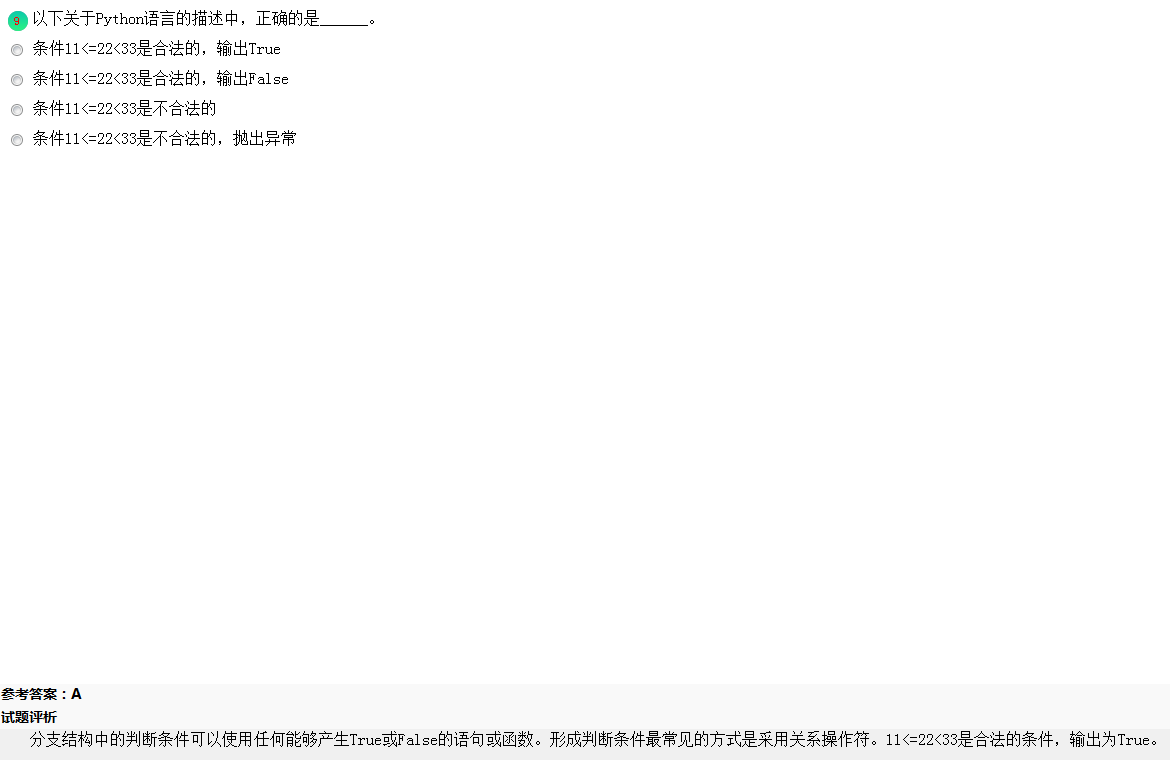 9 以下关于Python语言的描述中，正确的是______。
条件11<=22<33是合法的，输出True
条件11<=22<33是合法的，输出False
条件11<=22<33是不合法的
条件11<=22<33是不合法的，抛出异常
参考答案：A
试题评析
分支结构中的判断条件可以使用任何能够产生True或False的语句或函数。形成判断条件最常见的方式是采用关系操作符。11<=22<33是合法的条件，输出为True。